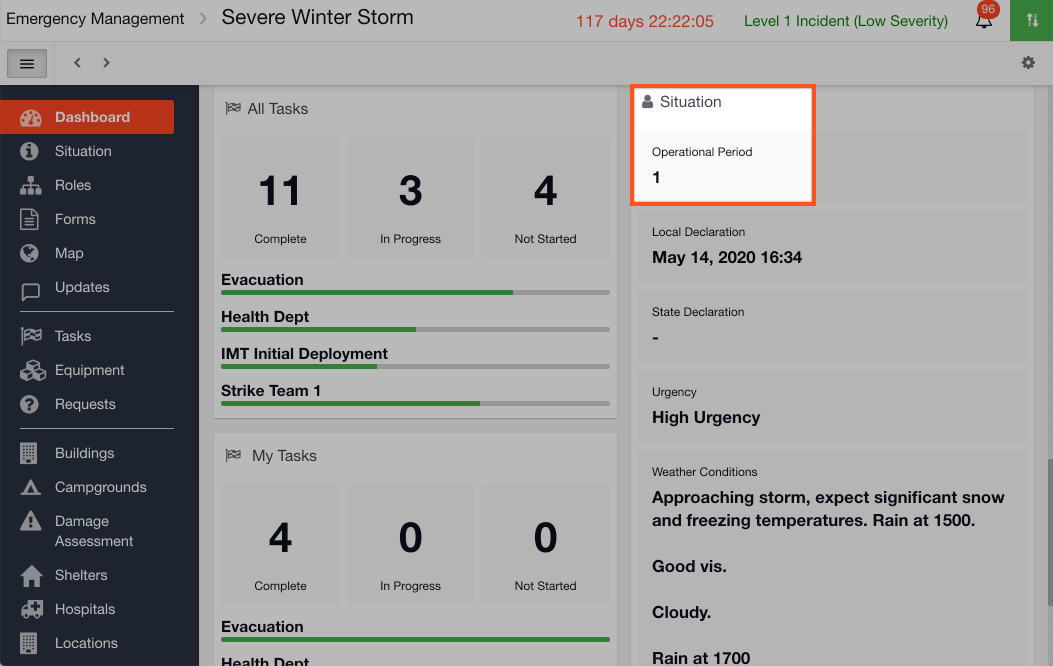 Emergency Management > Severe Winter Storm
117 days 22:22:05
Level 1 Incident (Low Severity)
96
Dashboard
Situation
Roles
Forms
Map
Updates
Tasks
Equipment
Requests
Buildings
Campgrounds
Damage
Assessment
Shelters
Hospitals
Locations
All Tasks
11
Complete
3
In Progress
4
Not Started
Evacuation
Health Dept
IMT Initial Deployment
Strike Team 1
My Tasks
4
Complete
0
In Progress
0
Not Started
Evacuation
Health Dept
Situation
Operational Period
1
Local Declaration
May 14, 2020 16:34
State Declaration
-
Urgency
High Urgency
Weather Conditions
Approaching storm, expect significant snow
and freezing temperatures. Rain at 1500.
Good vis.
Cloudy.
Rain at 1700